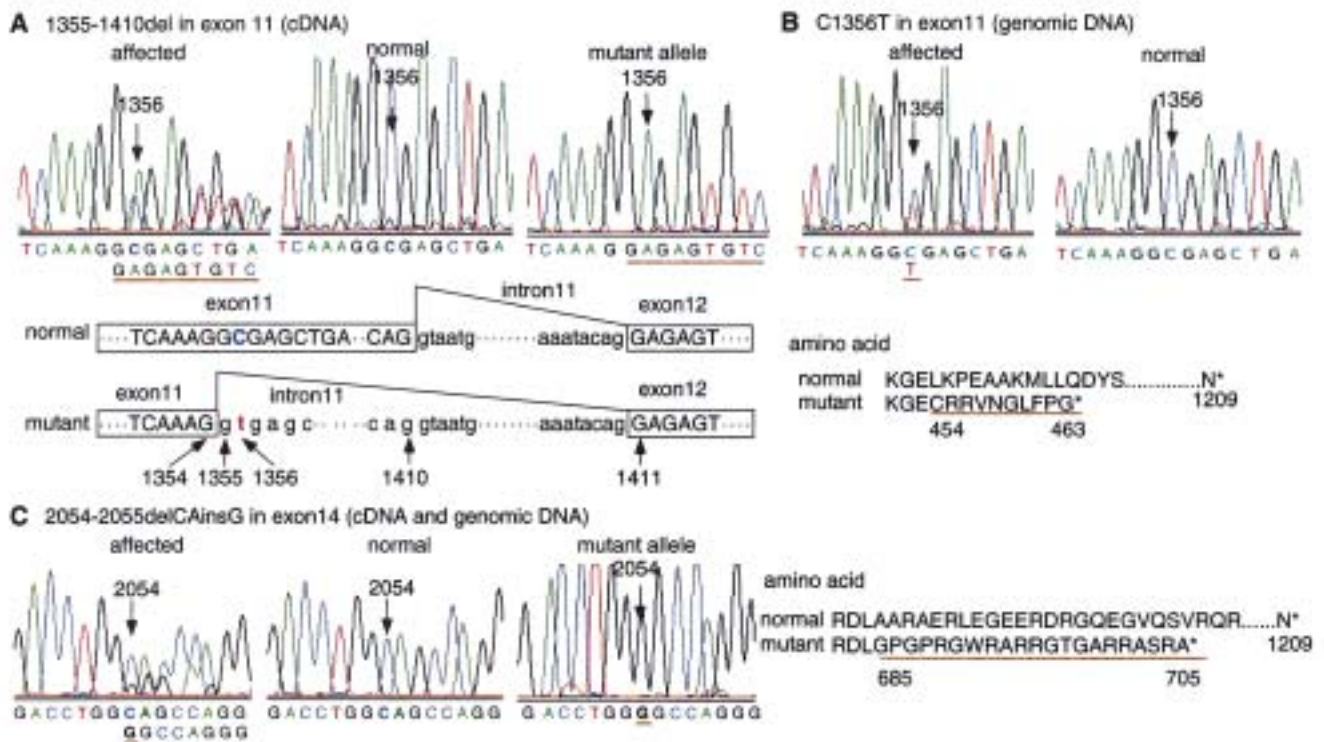 A 1355-1410del in exon 11 (cDNA)
affected
normal
mutant allele
1356
1356
1356
TCAAAGGCGAGCTGA
GAGAGTGTC
TCAAAGGCGAGCTGA
TCAAAG GAGAGTGTC
exon11
intron11
exon12
normal
····TCAAAGGCGAGCTGA··CAG gtaatg········aaatacag GAGAGT····
exon11
intron11
exon12
mutant
····TCAAAG g t g a g c ······ c a g gtaatg········aaatacag GAGAGT····
1354 1355 1356 1410 1411
B C1356T in exon11 (genomic DNA)
affected
normal
1356
1356
TCAAAGGCGAGCTGA
T
TCAAAGGCGAGCTGA
amino acid
normal KGELKPEAAKMLLQDYS..............N*
1209
mutant KGECRRVNGLFPG*
454 463
C 2054-2055delCAinsG in exon14 (cDNA and genomic DNA)
affected
normal
mutant allele
2054
2054
2054
GACCTGGCAGCCAGG
GGCCAGGG
GACCTGGCAGCCAGG
GACCTGGGGCCAGGG
amino acid
normal RDLAARAERLEGEERDRGQEGVQSVRQR......N*
mutant RDLGPGPRGWRARRGTGARRASRA* 1209
685 705